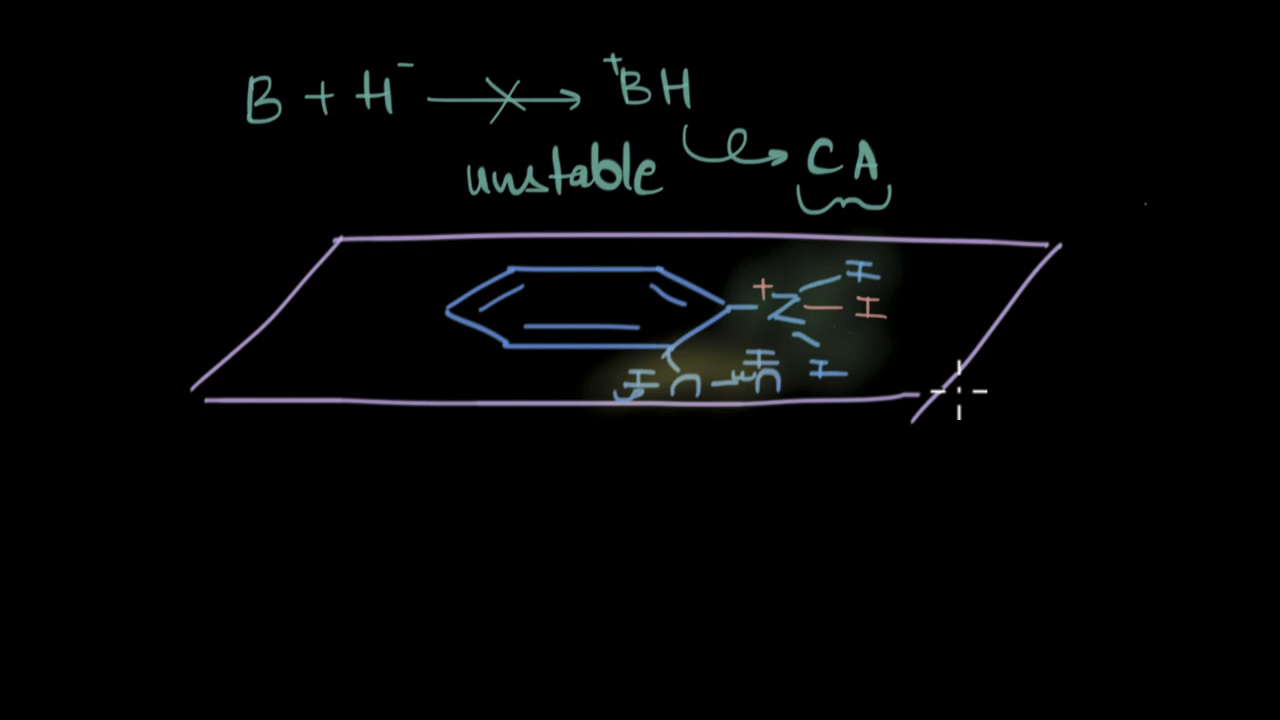 B + H⁻ ⟶ ⁺BH
unstable
CA
H
+
N H
H